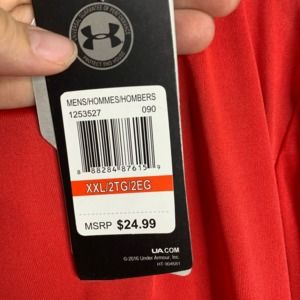 MENS/HOMMES/HOMBERS
1253527 090
8 88284 87615 9
XXL/2TG/2EG
MSRP $24.99
UA.COM
© 2016 Under Armour, Inc.